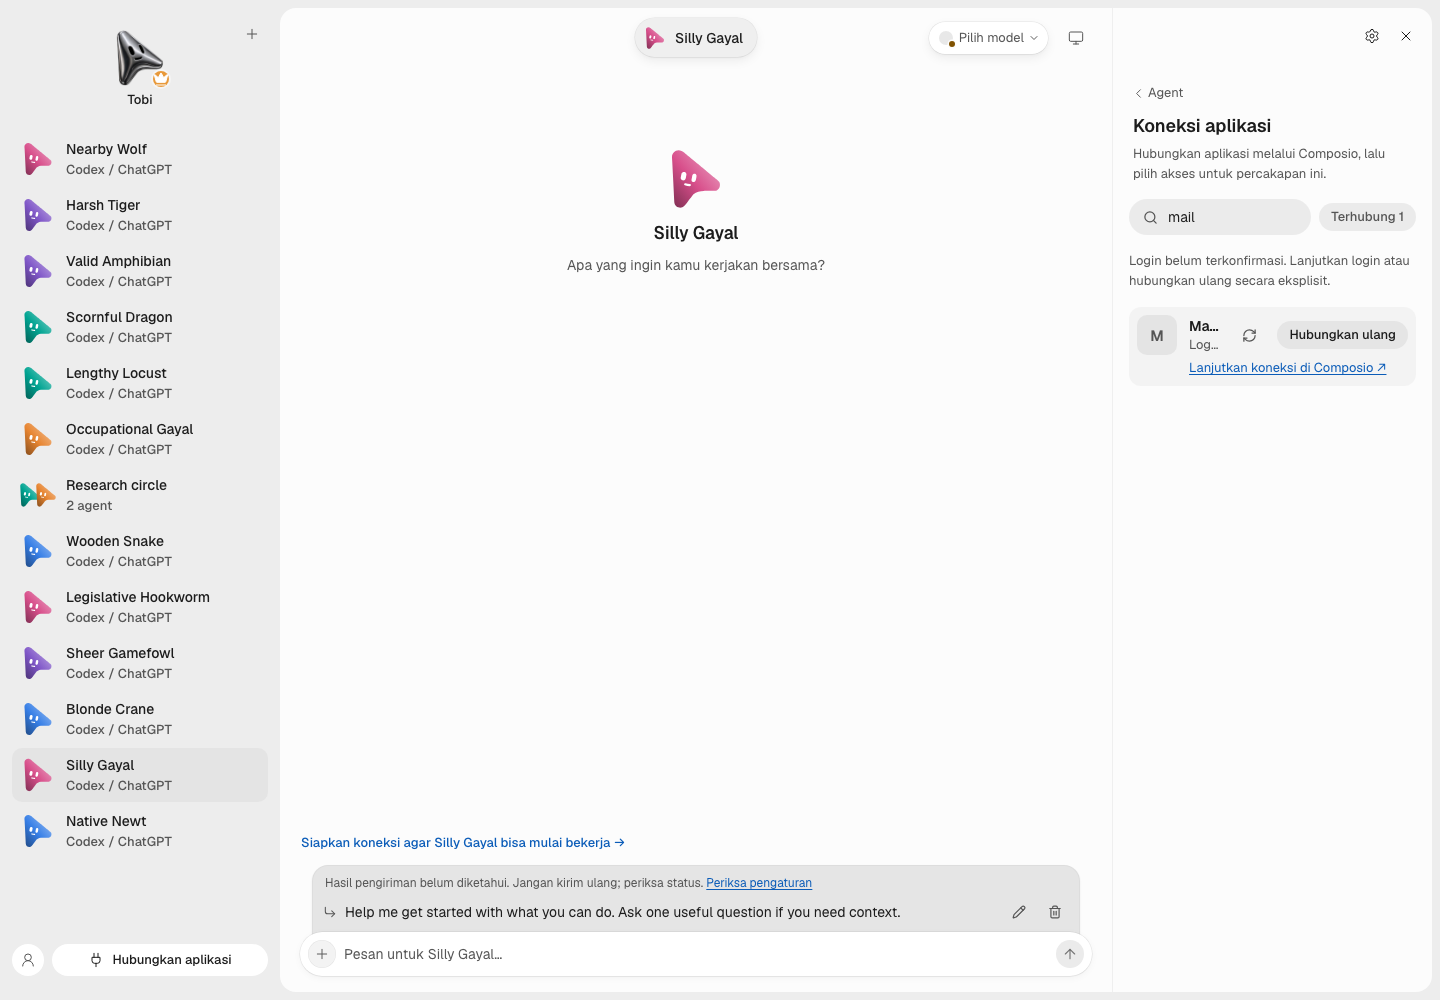 Tobi
Nearby Wolf
Codex / ChatGPT
Harsh Tiger
Codex / ChatGPT
Valid Amphibian
Codex / ChatGPT
Scornful Dragon
Codex / ChatGPT
Lengthy Locust
Codex / ChatGPT
Occupational Gayal
Codex / ChatGPT
Research circle
2 agent
Wooden Snake
Codex / ChatGPT
Legislative Hookworm
Codex / ChatGPT
Sheer Gamefowl
Codex / ChatGPT
Blonde Crane
Codex / ChatGPT
Silly Gayal
Codex / ChatGPT
Native Newt
Codex / ChatGPT
Hubungkan aplikasi
Silly Gayal
Pilih model
Silly Gayal
Apa yang ingin kamu kerjakan bersama?
Siapkan koneksi agar Silly Gayal bisa mulai bekerja →
Hasil pengiriman belum diketahui. Jangan kirim ulang; periksa status. Periksa pengaturan
Help me get started with what you can do. Ask one useful question if you need context.
Pesan untuk Silly Gayal...
Agent
Koneksi aplikasi
Hubungkan aplikasi melalui Composio, lalu
pilih akses untuk percakapan ini.
mail
Terhubung 1
Login belum terkonfirmasi. Lanjutkan login atau
hubungkan ulang secara eksplisit.
M
Ma...
Log...
Hubungkan ulang
Lanjutkan koneksi di Composio ↗